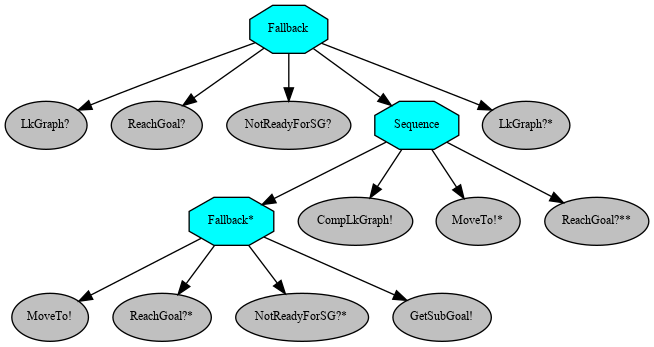 Fallback
LkGraph?
ReachGoal?
NotReadyForSG?
Sequence
LkGraph?*
Fallback*
CompLkGraph!
MoveTo!*
ReachGoal?**
MoveTo!
ReachGoal?*
NotReadyForSG?*
GetSubGoal!